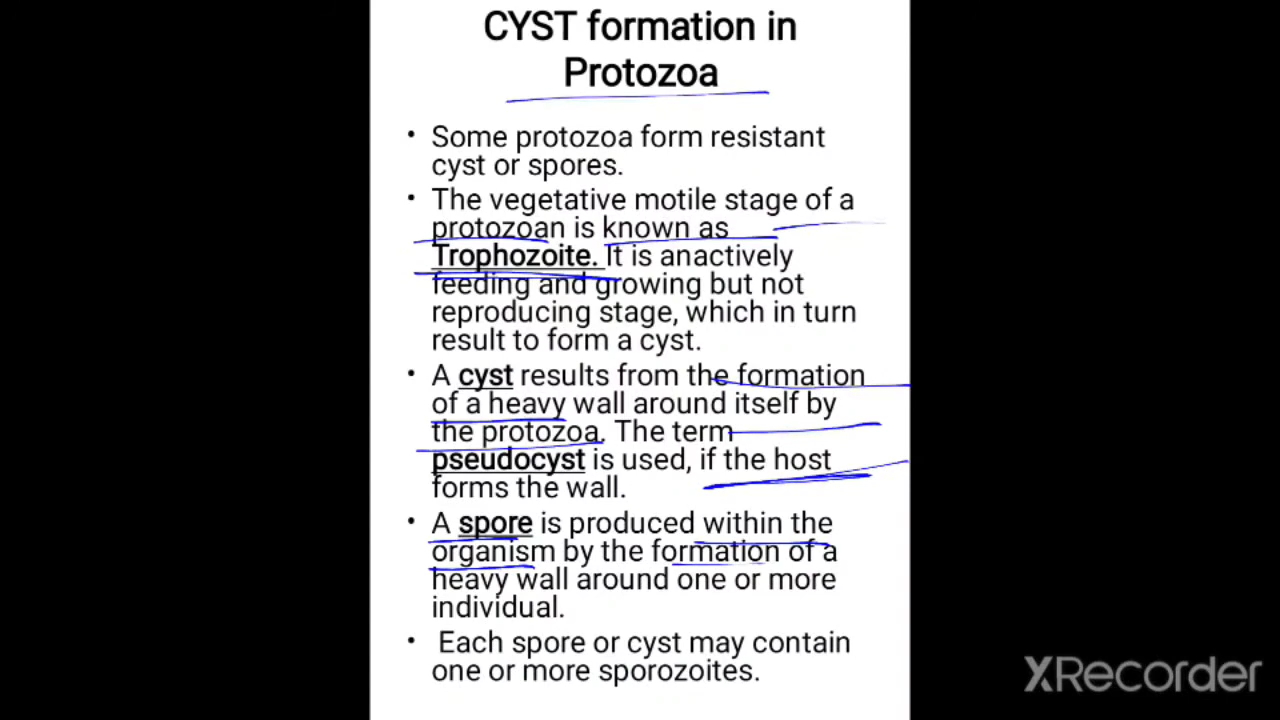 CYST formation in
Protozoa
• Some protozoa form resistant
cyst or spores.
• The vegetative motile stage of a
protozoan is known as
Trophozoite. It is anactively
feeding and growing but not
reproducing stage, which in turn
result to form a cyst.
• A cyst results from the formation
of a heavy wall around itself by
the protozoa. The term
pseudocyst is used, if the host
forms the wall.
• A spore is produced within the
organism by the formation of a
heavy wall around one or more
individual.
• Each spore or cyst may contain
one or more sporozoites.
XRecorder